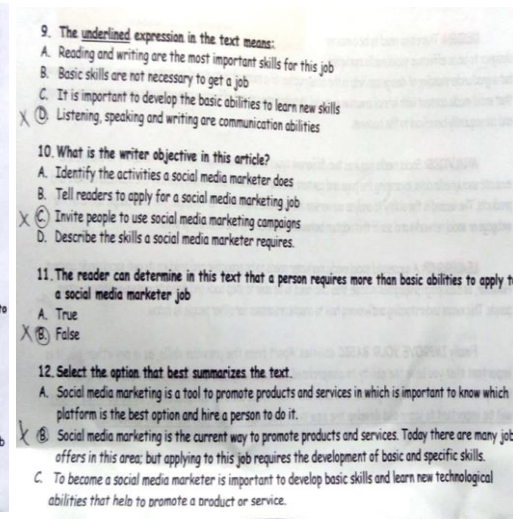 9. The underlined expression in the text means:
A. Reading and writing are the most important skills for this job
B. Basic skills are not necessary to get a job
C. It is important to develop the basic abilities to learn new skills
X D. Listening, speaking and writing are communication abilities
10. What is the writer objective in this article?
A. Identify the activities a social media marketer does
B. Tell readers to apply for a social media marketing job
X C. Invite people to use social media marketing campaigns
D. Describe the skills a social media marketer requires.
11. The reader can determine in this text that a person requires more than basic abilities to apply
a social media marketer job
A. True
X B. False
12. Select the option that best summarizes the text.
A. Social media marketing is a tool to promote products and services in which is important to know which
platform is the best option and hire a person to do it.
X B. Social media marketing is the current way to promote products and services. Today there are many job
offers in this area; but applying to this job requires the development of basic and specific skills.
C. To become a social media marketer is important to develop basic skills and learn new technological
abilities that help to promote a product or service.